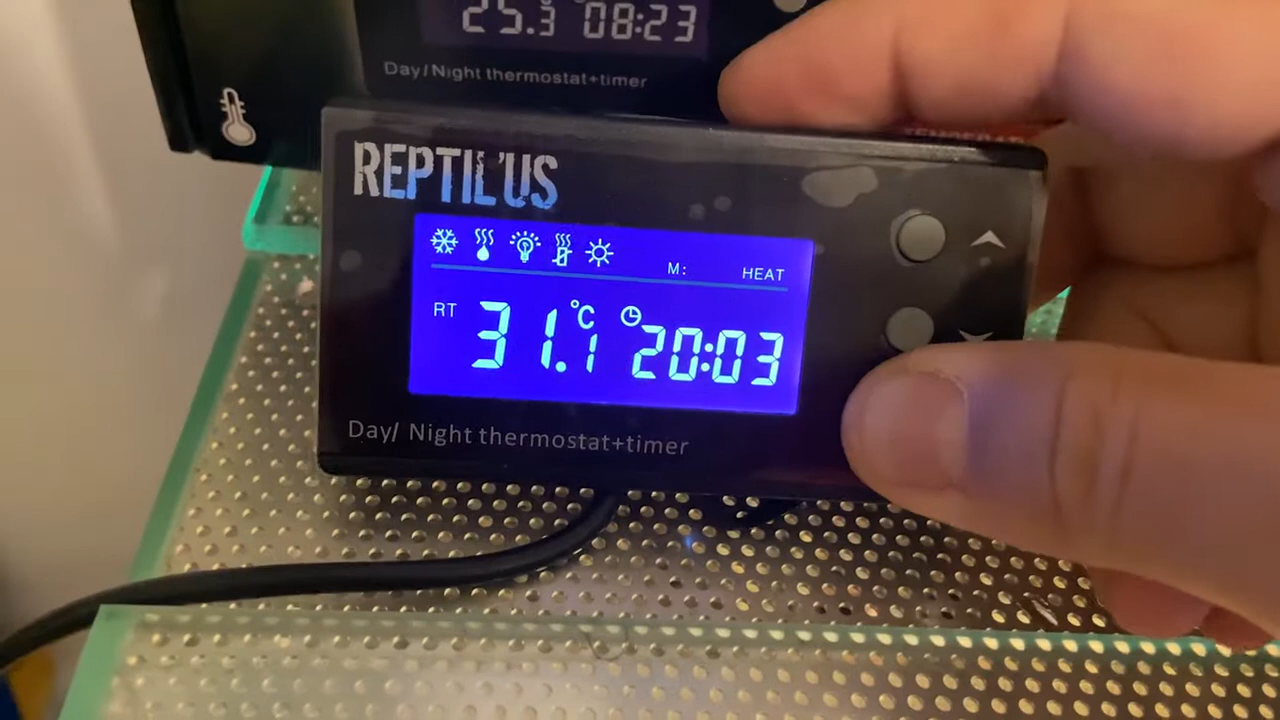 25.3 08:23
Day/Night thermostat+timer
REPTIL'US
M: HEAT
RT 31.1 °C 20:03
Day/ Night thermostat+timer